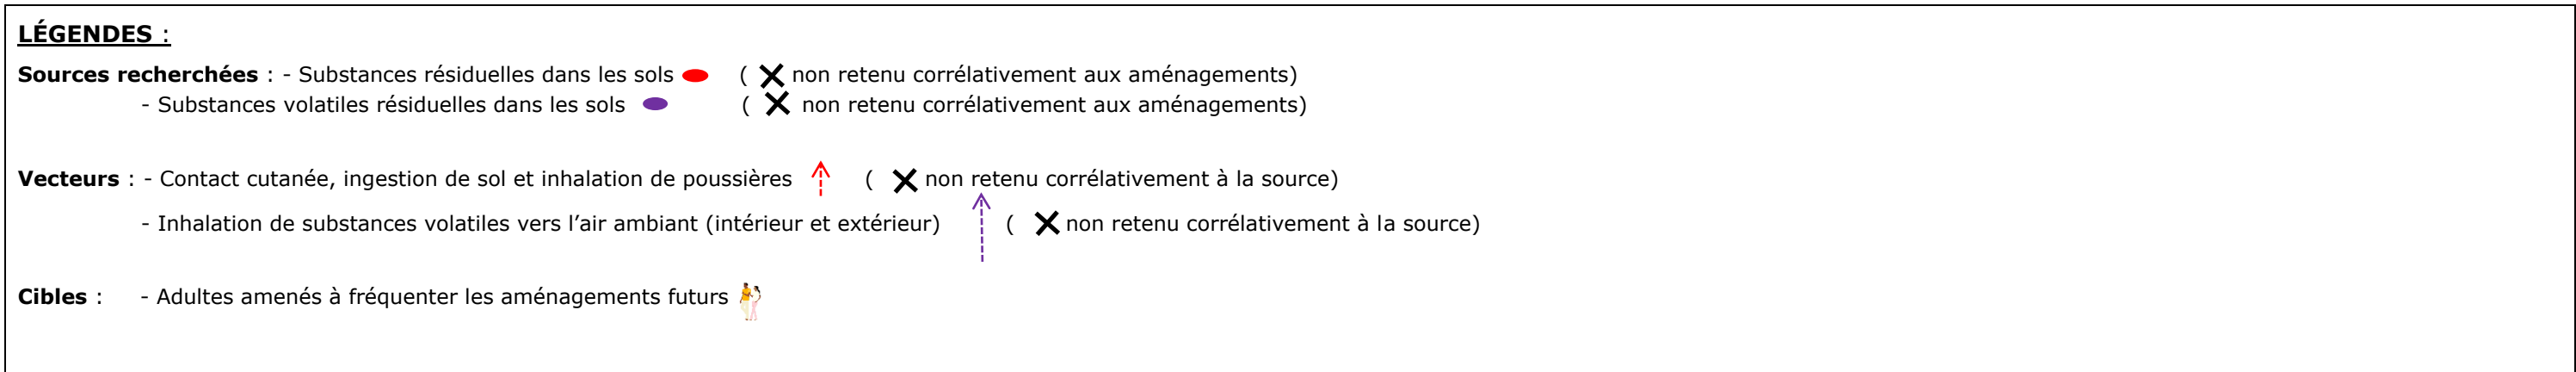 LÉGENDES :
Sources recherchées : - Substances résiduelles dans les sols ( non retenu corrélativement aux aménagements)
- Substances volatiles résiduelles dans les sols ( non retenu corrélativement aux aménagements)
Vecteurs : - Contact cutanée, ingestion de sol et inhalation de poussières ( non retenu corrélativement à la source)
- Inhalation de substances volatiles vers l’air ambiant (intérieur et extérieur) ( non retenu corrélativement à la source)
Cibles : - Adultes amenés à fréquenter les aménagements futurs